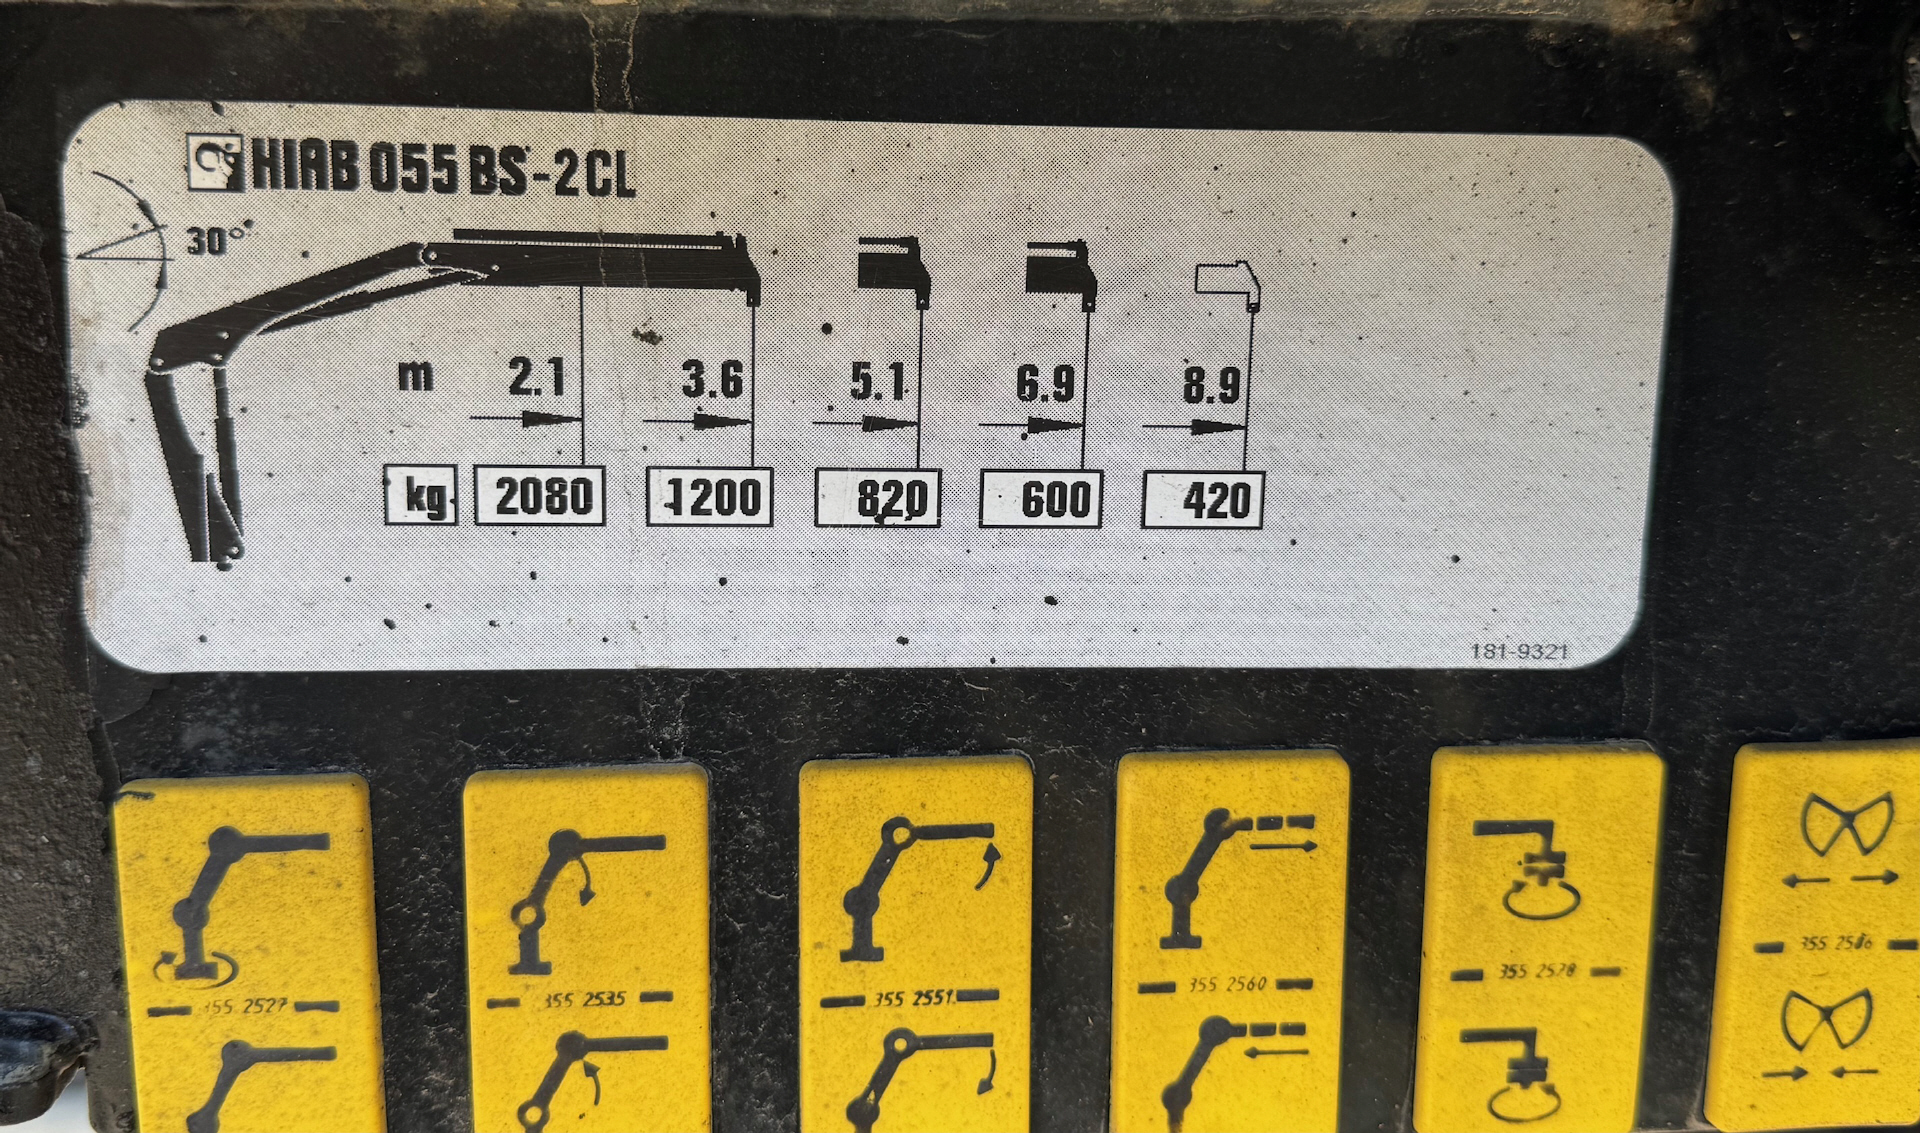 HIAB 055 BS-2CL
30°
m 2.1 3.6 5.1 6.9 8.9
kg 2080 1200 820 600 420
181-9321
355 2527 355 2535 355 2551 355 2560 355 2578